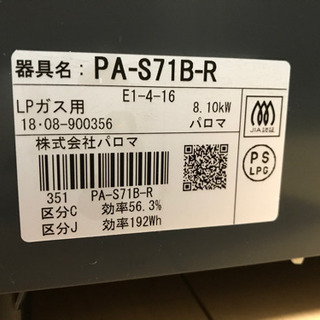 器具名：PA-S71B-R
E1-4-16
LPガス用 8.10kW
18·08-900356 パロマ
株式会社パロマ
JIA認証
PS
LPG
351 PA-S71B-R
区分C 効率56.3%
区分J 効率192Wh